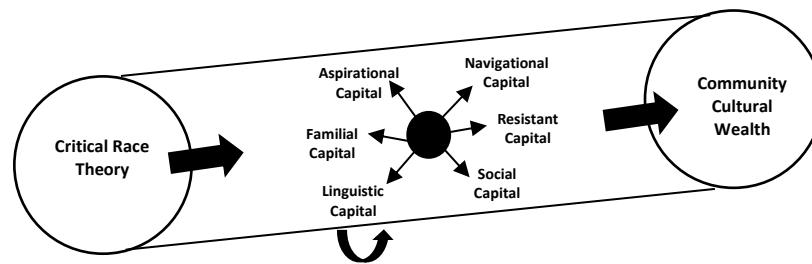 Critical Race
Theory
Aspirational
Capital
Navigational
Capital
Familial
Capital
Resistant
Capital
Linguistic
Capital
Social
Capital
Community
Cultural
Wealth